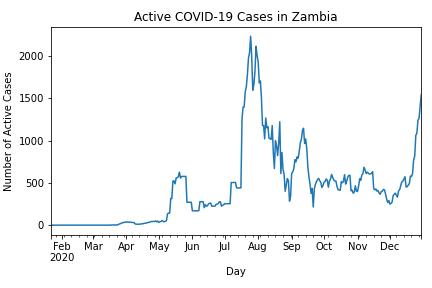 Active COVID-19 Cases in Zambia
Number of Active Cases
2000
1500
1000
500
0
Feb Mar Apr May Jun Jul Aug Sep Oct Nov Dec
2020
Day